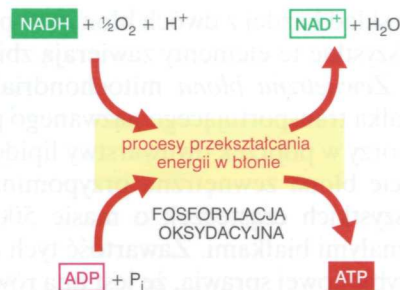 NADH + ½O₂ + H⁺
NAD⁺ + H₂O
procesy przekształcania
energii w błonie
FOSFORYLACJA
OKSYDACYJNA
ADP + Pᵢ
ATP